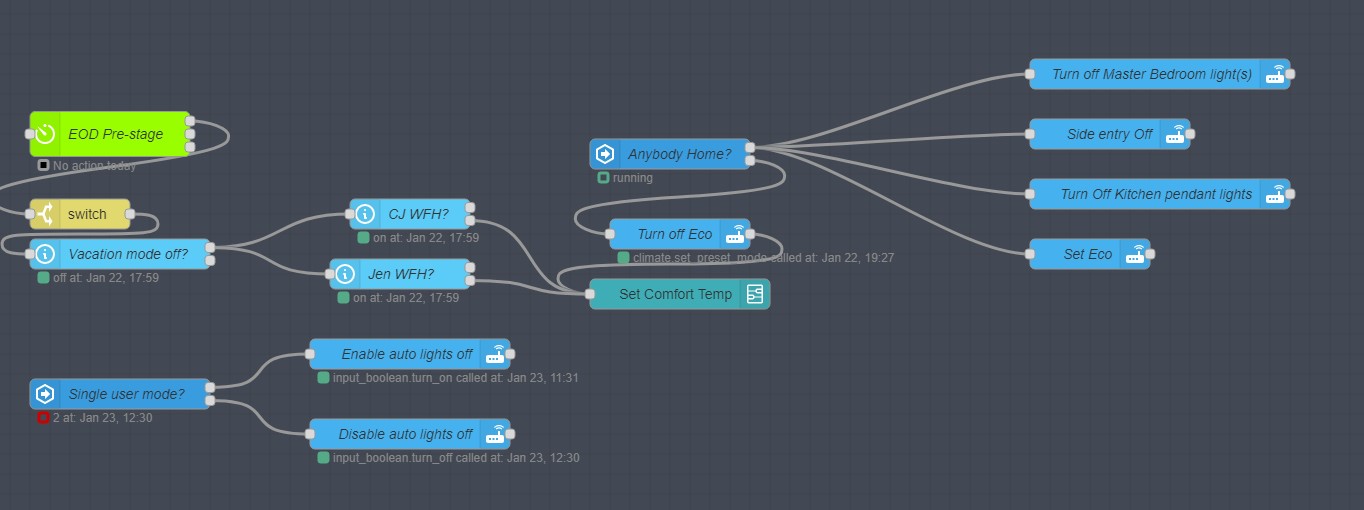 Turn off Master Bedroom light(s)
EOD Pre-stage
Side entry Off
Anybody Home?
No action today
running
Turn Off Kitchen pendant lights
switch
CJ WFH?
on at: Jan 22, 17:59
Turn off Eco
Vacation mode off?
Set Eco
climate.set_preset_mode called at: Jan 22, 19:27
off at: Jan 22, 17:59
Jen WFH?
on at: Jan 22, 17:59
Set Comfort Temp
Enable auto lights off
input_boolean.turn_on called at: Jan 23, 11:31
Single user mode?
2 at: Jan 23, 12:30
Disable auto lights off
input_boolean.turn_off called at: Jan 23, 12:30